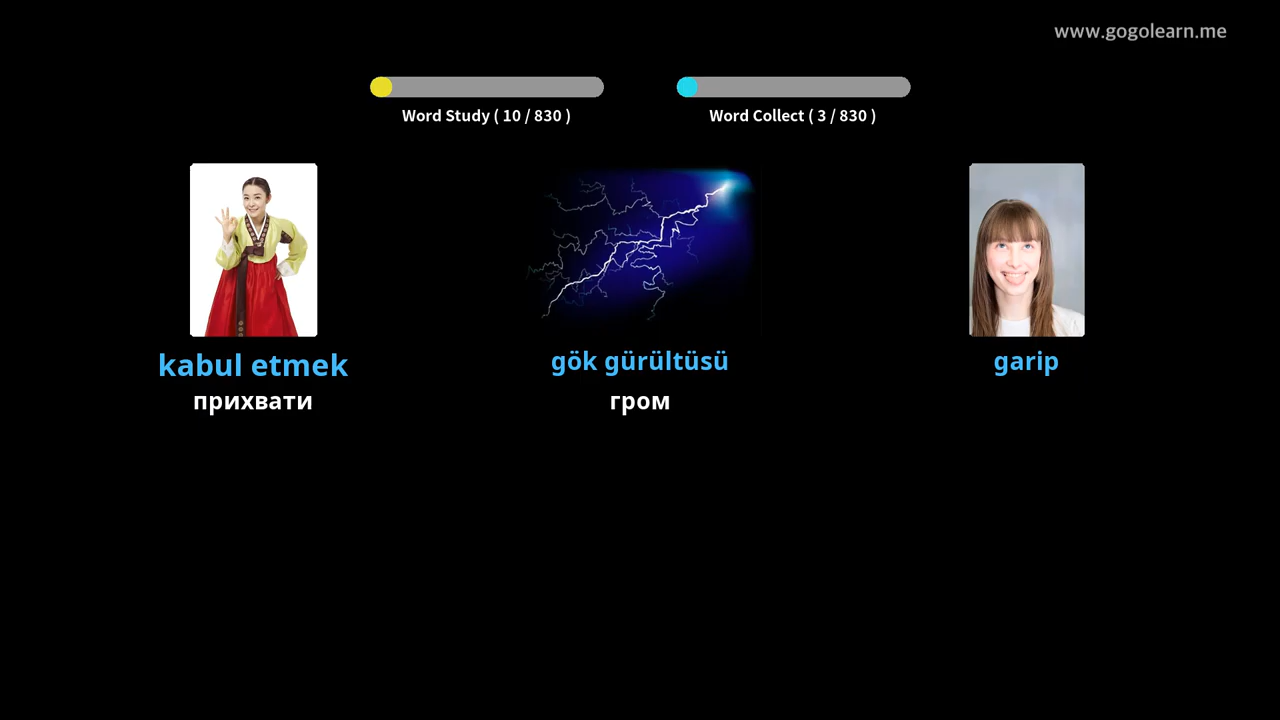 www.gogolearn.me
Word Study ( 10 / 830 )
Word Collect ( 3 / 830 )
kabul etmek
прихвати
gök gürültüsü
гром
garip